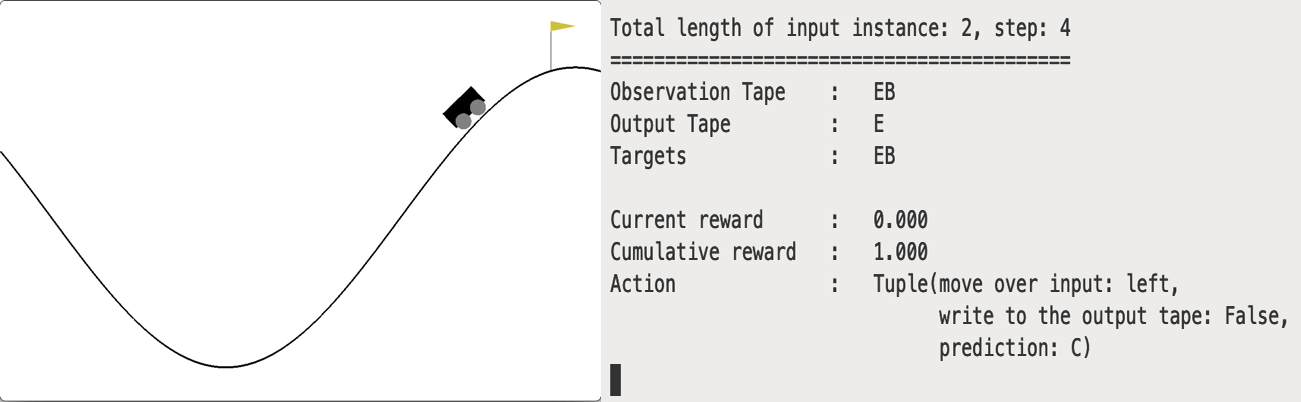 Total length of input instance: 2, step: 4
==========================================
Observation Tape    :   EB
Output Tape         :   E
Targets             :   EB
Current reward      :   0.000
Cumulative reward   :   1.000
Action              :   Tuple(move over input: left,
write to the output tape: False,
prediction: C)